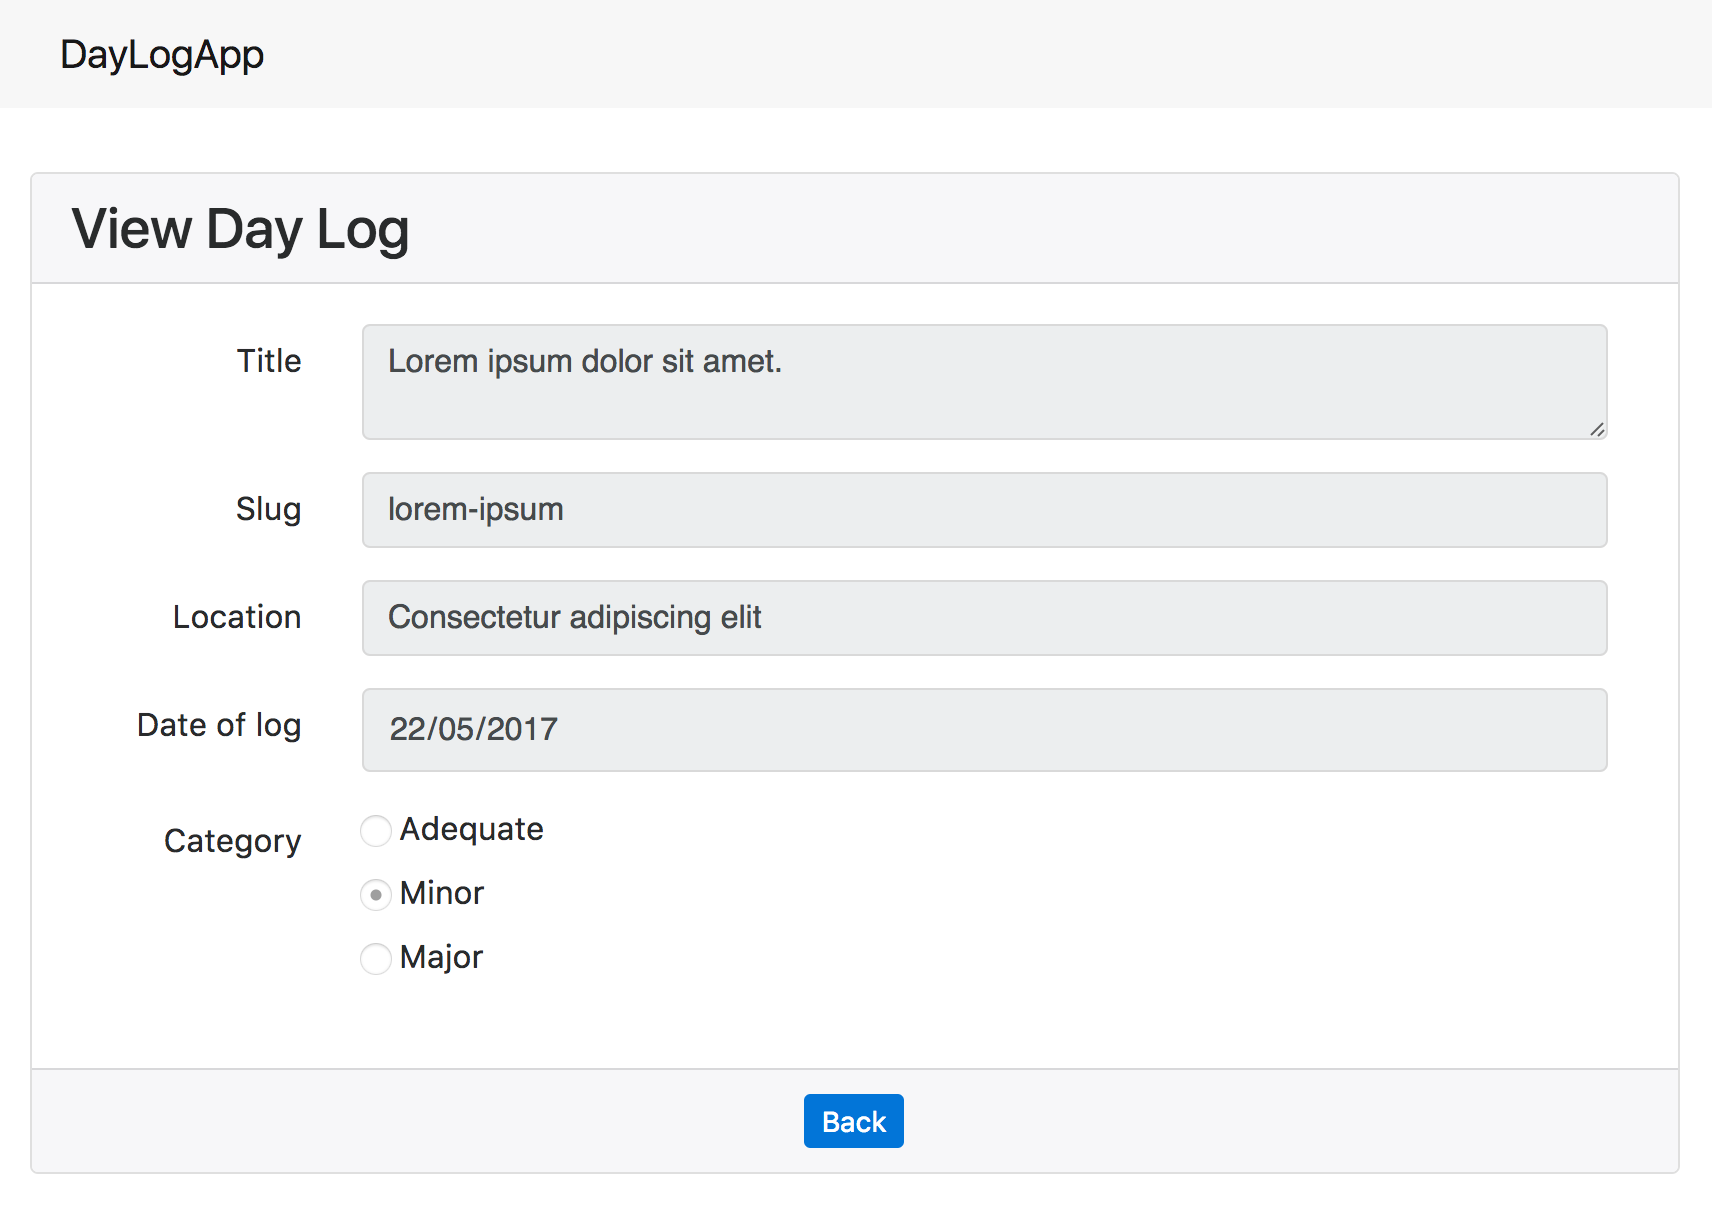 DayLogApp
View Day Log
Title
Lorem ipsum dolor sit amet.
Slug
lorem-ipsum
Location
Consectetur adipiscing elit
Date of log
22/05/2017
Category
Adequate
Minor
Major
Back